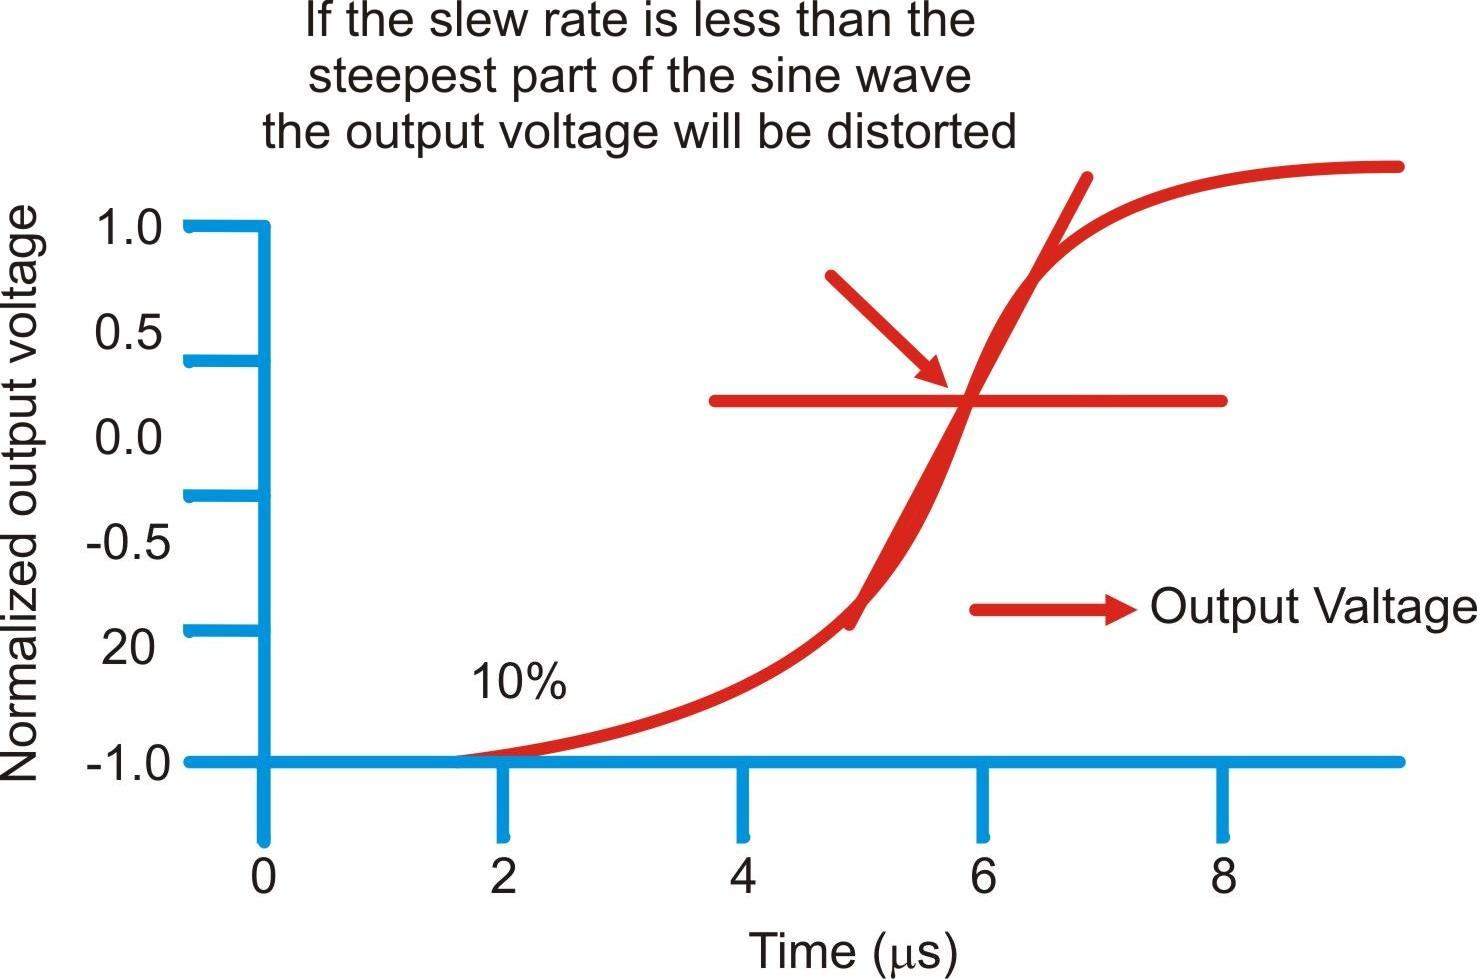 If the slew rate is less than the
steepest part of the sine wave
the output voltage will be distorted
Normalized output voltage
1.0
0.5
0.0
-0.5
20
-1.0
10%
Output Valtage
0 2 4 6 8
Time (μs)